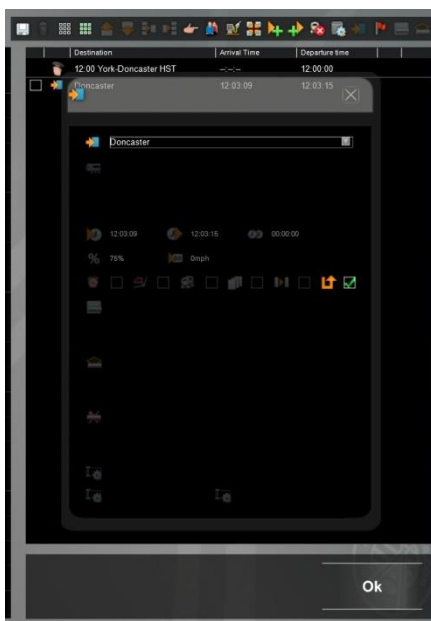 Destination Arrival Time Departure time
12:00 York-Doncaster HST --:--:-- 12:00:00
Doncaster 12:03:09 12:03:15
Doncaster
12:03:09 12:03:15 00:00:00
75% 0mph
Ok